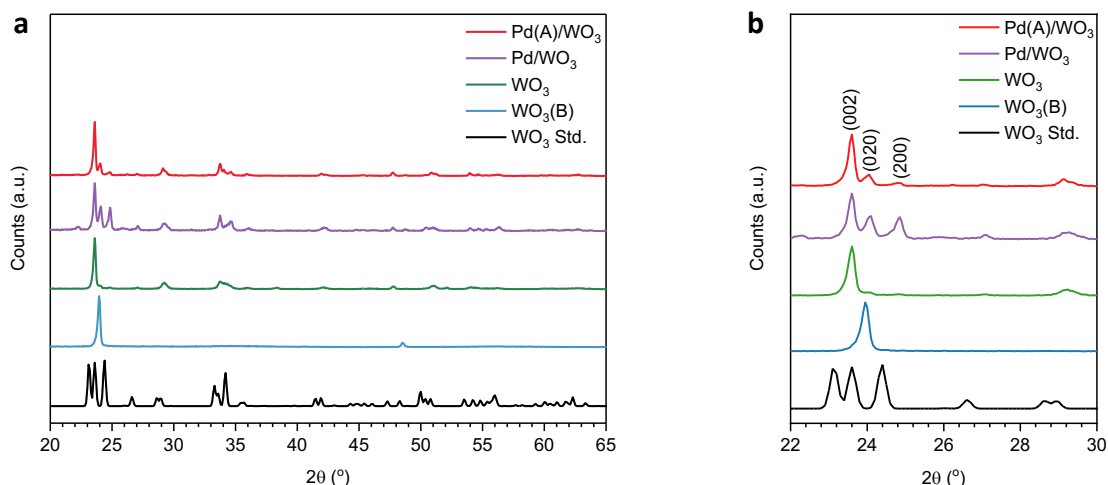 a
Pd(A)/WO₃
Pd/WO₃
WO₃
WO₃(B)
WO₃ Std.
Counts (a.u.)
20 25 30 35 40 45 50 55 60 65
2θ (°)
b
Pd(A)/WO₃
Pd/WO₃
WO₃
WO₃(B)
WO₃ Std.
(002)
(020)
(200)
Counts (a.u.)
22 24 26 28 30
2θ (°)